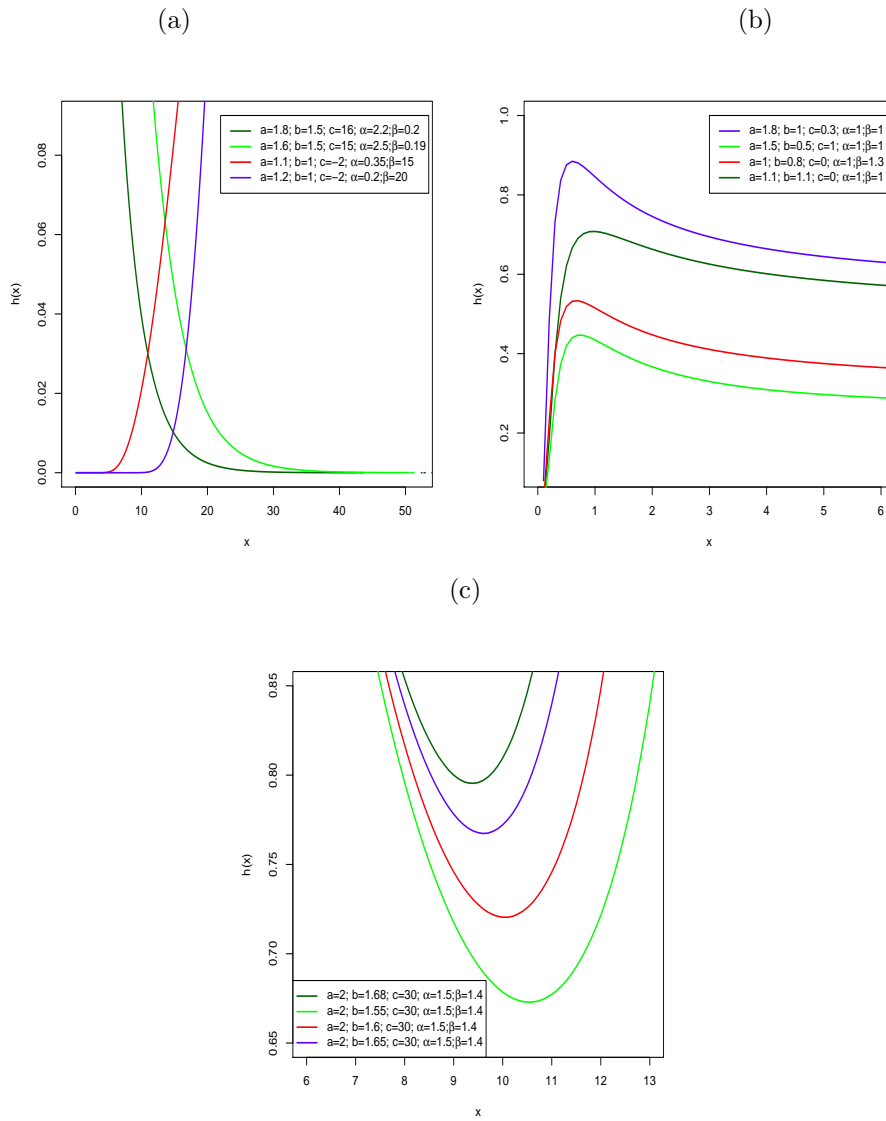 (a)
(b)
a=1.8; b=1.5; c=16; α=2.2;β=0.2
a=1.6; b=1.5; c=15; α=2.5;β=0.19
a=1.1; b=1; c=−2; α=0.35;β=15
a=1.2; b=1; c=−2; α=0.2;β=20
h(x)
0.00 0.02 0.04 0.06 0.08
0 10 20 30 40 50
x
a=1.8; b=1; c=0.3; α=1;β=1
a=1.5; b=0.5; c=1; α=1;β=1
a=1; b=0.8; c=0; α=1;β=1.3
a=1.1; b=1.1; c=0; α=1;β=1
h(x)
0.2 0.4 0.6 0.8 1.0
0 1 2 3 4 5 6
x
(c)
h(x)
0.65 0.70 0.75 0.80 0.85
a=2; b=1.68; c=30; α=1.5;β=1.4
a=2; b=1.55; c=30; α=1.5;β=1.4
a=2; b=1.6; c=30; α=1.5;β=1.4
a=2; b=1.65; c=30; α=1.5;β=1.4
6 7 8 9 10 11 12 13
x